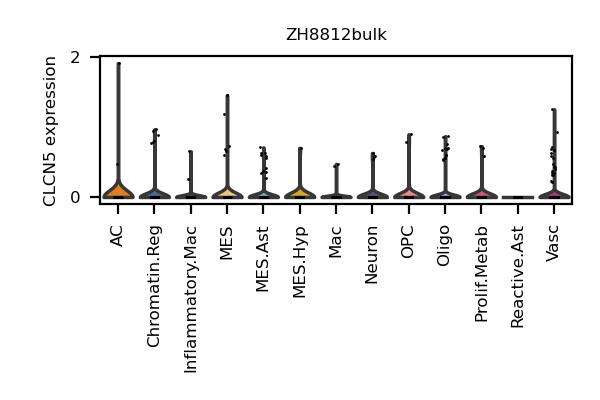 ZH8812bulk
CLCN5 expression
2
0
AC
Chromatin.Reg
Inflammatory.Mac
MES
MES.Ast
MES.Hyp
Mac
Neuron
OPC
Oligo
Prolif.Metab
Reactive.Ast
Vasc